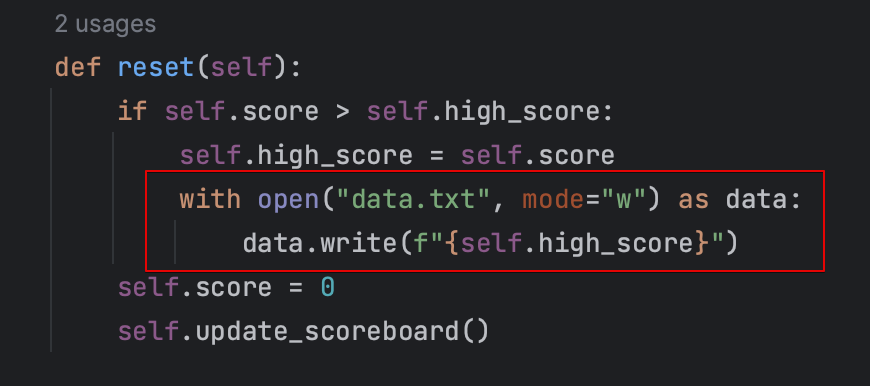 2 usages
def reset(self):
if self.score > self.high_score:
self.high_score = self.score
with open("data.txt", mode="w") as data:
data.write(f"{self.high_score}")
self.score = 0
self.update_scoreboard()